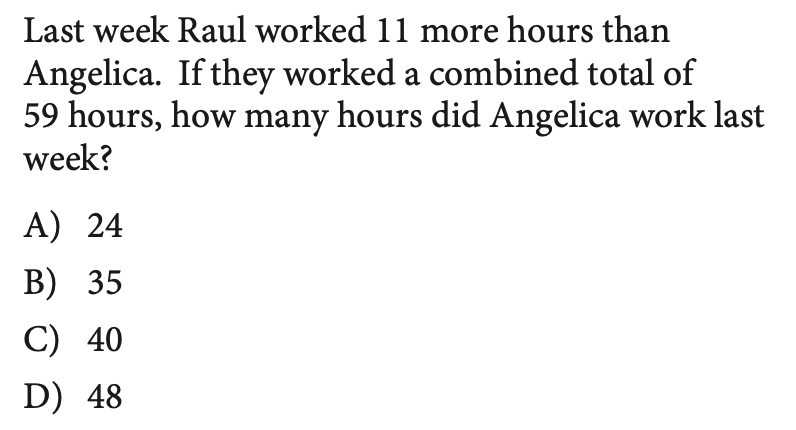 Last week Raul worked 11 more hours than
Angelica. If they worked a combined total of
59 hours, how many hours did Angelica work last
week?
A) 24
B) 35
C) 40
D) 48